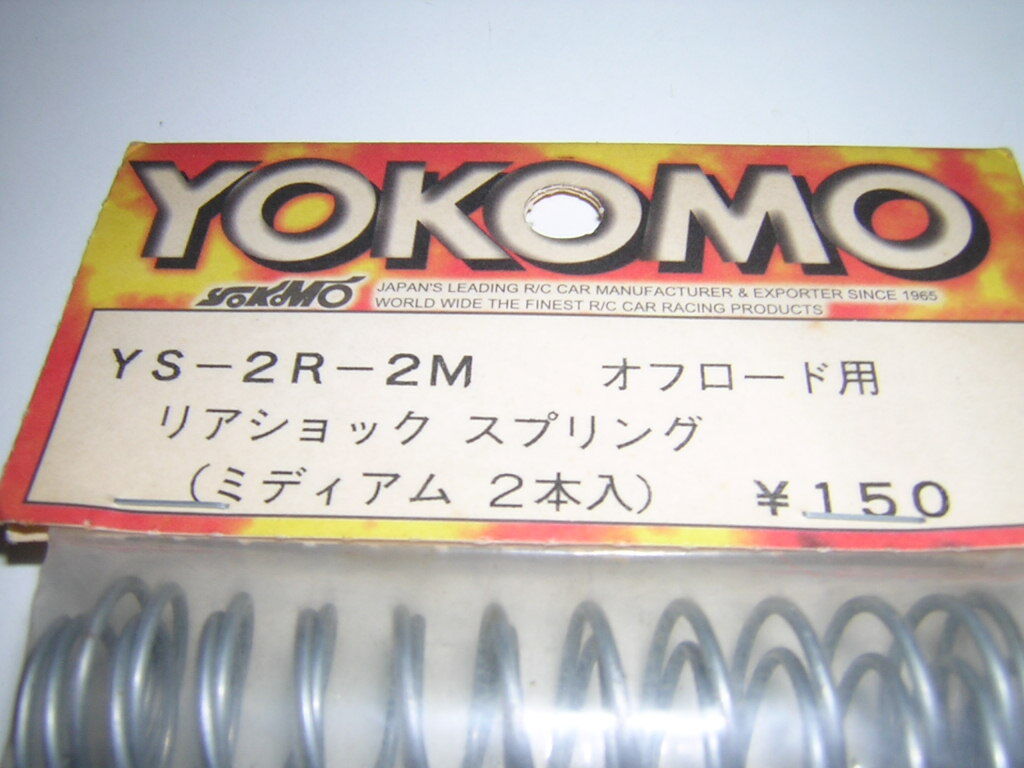 YOKOMO
YOKOMO
JAPAN'S LEADING R/C CAR MANUFACTURER & EXPORTER SINCE 1965
WORLD WIDE THE FINEST R/C CAR RACING PRODUCTS
YS-2R-2M オフロード用
リアショック スプリング
(ミディアム 2本入) ¥150